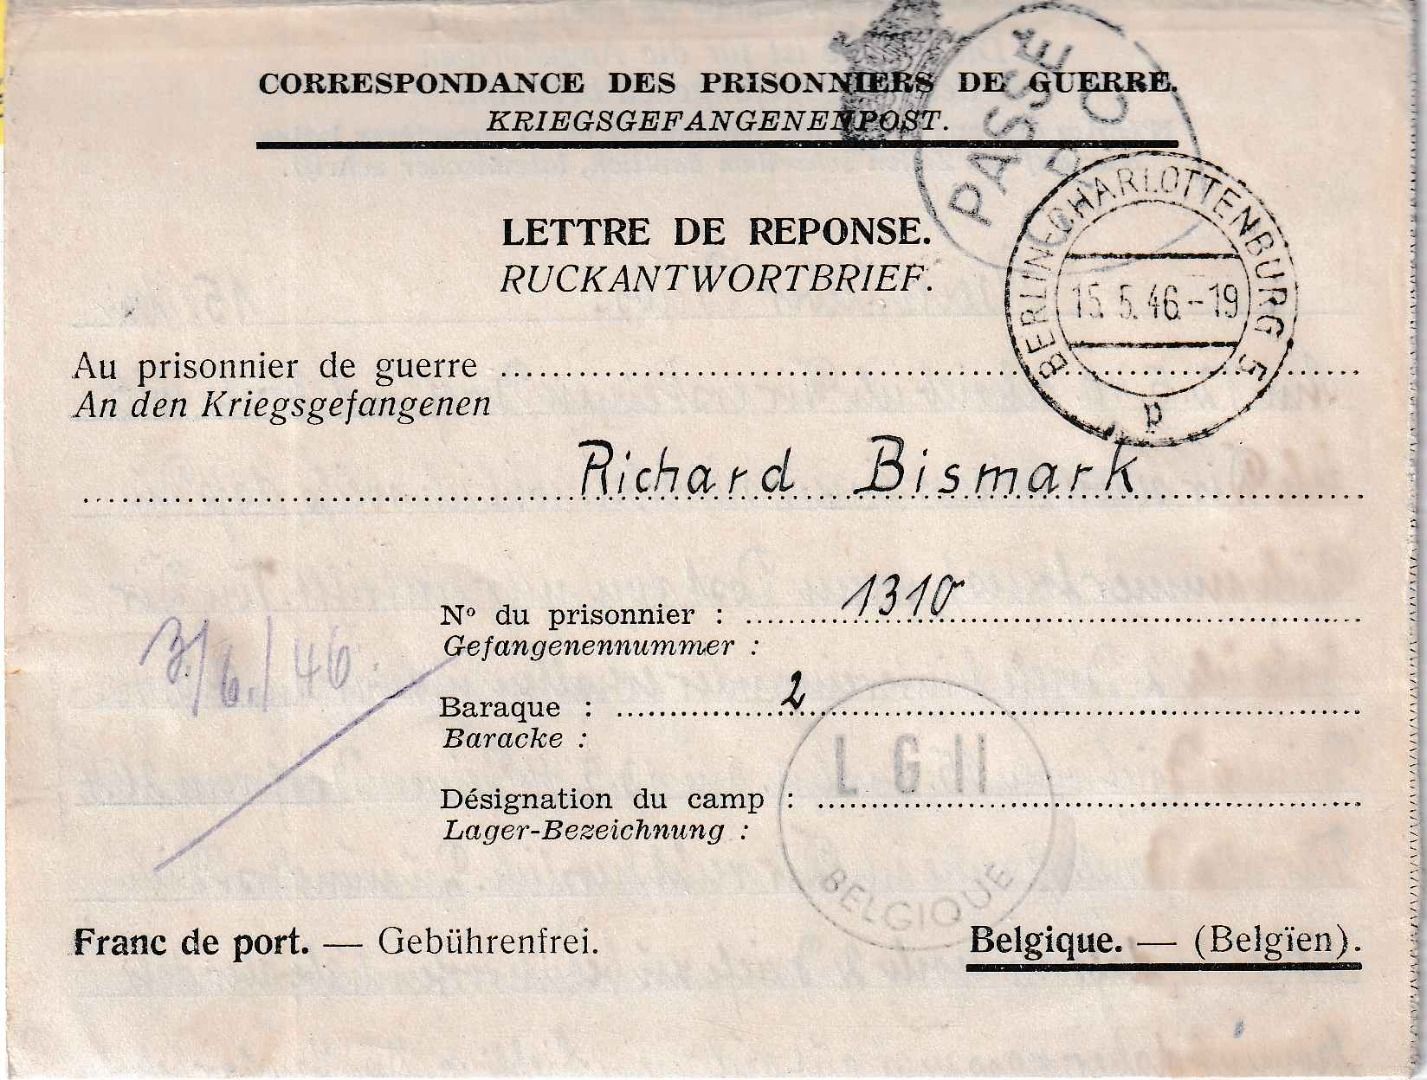 CORRESPONDANCE DES PRISONNIERS DE GUERRE.
KRIEGSGEFANGENENPOST.
PASSÉ
BERLIN-CHARLOTTENBURG 5
15.5.46.-19
p
LETTRE DE REPONSE.
RUCKANTWORTBRIEF.
Au prisonnier de guerre
An den Kriegsgefangenen
Richard Bismark
Nº du prisonnier : 1310
Gefangenennummer :
3./6./46
Baraque : 2
Baracke :
L G II
Désignation du camp :
Lager-Bezeichnung :
BELGIQUE
Franc de port. — Gebührenfrei.
Belgique. — (Belgïen).